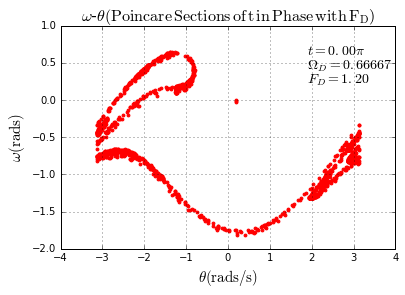 ω-θ(Poincare Sections of t in Phase with F_D)
t = 0.00π
Ω_D = 0.66667
F_D = 1.20
ω(rads)
1.0
0.5
0.0
−0.5
−1.0
−1.5
−2.0
−4 −3 −2 −1 0 1 2 3 4
θ(rads/s)